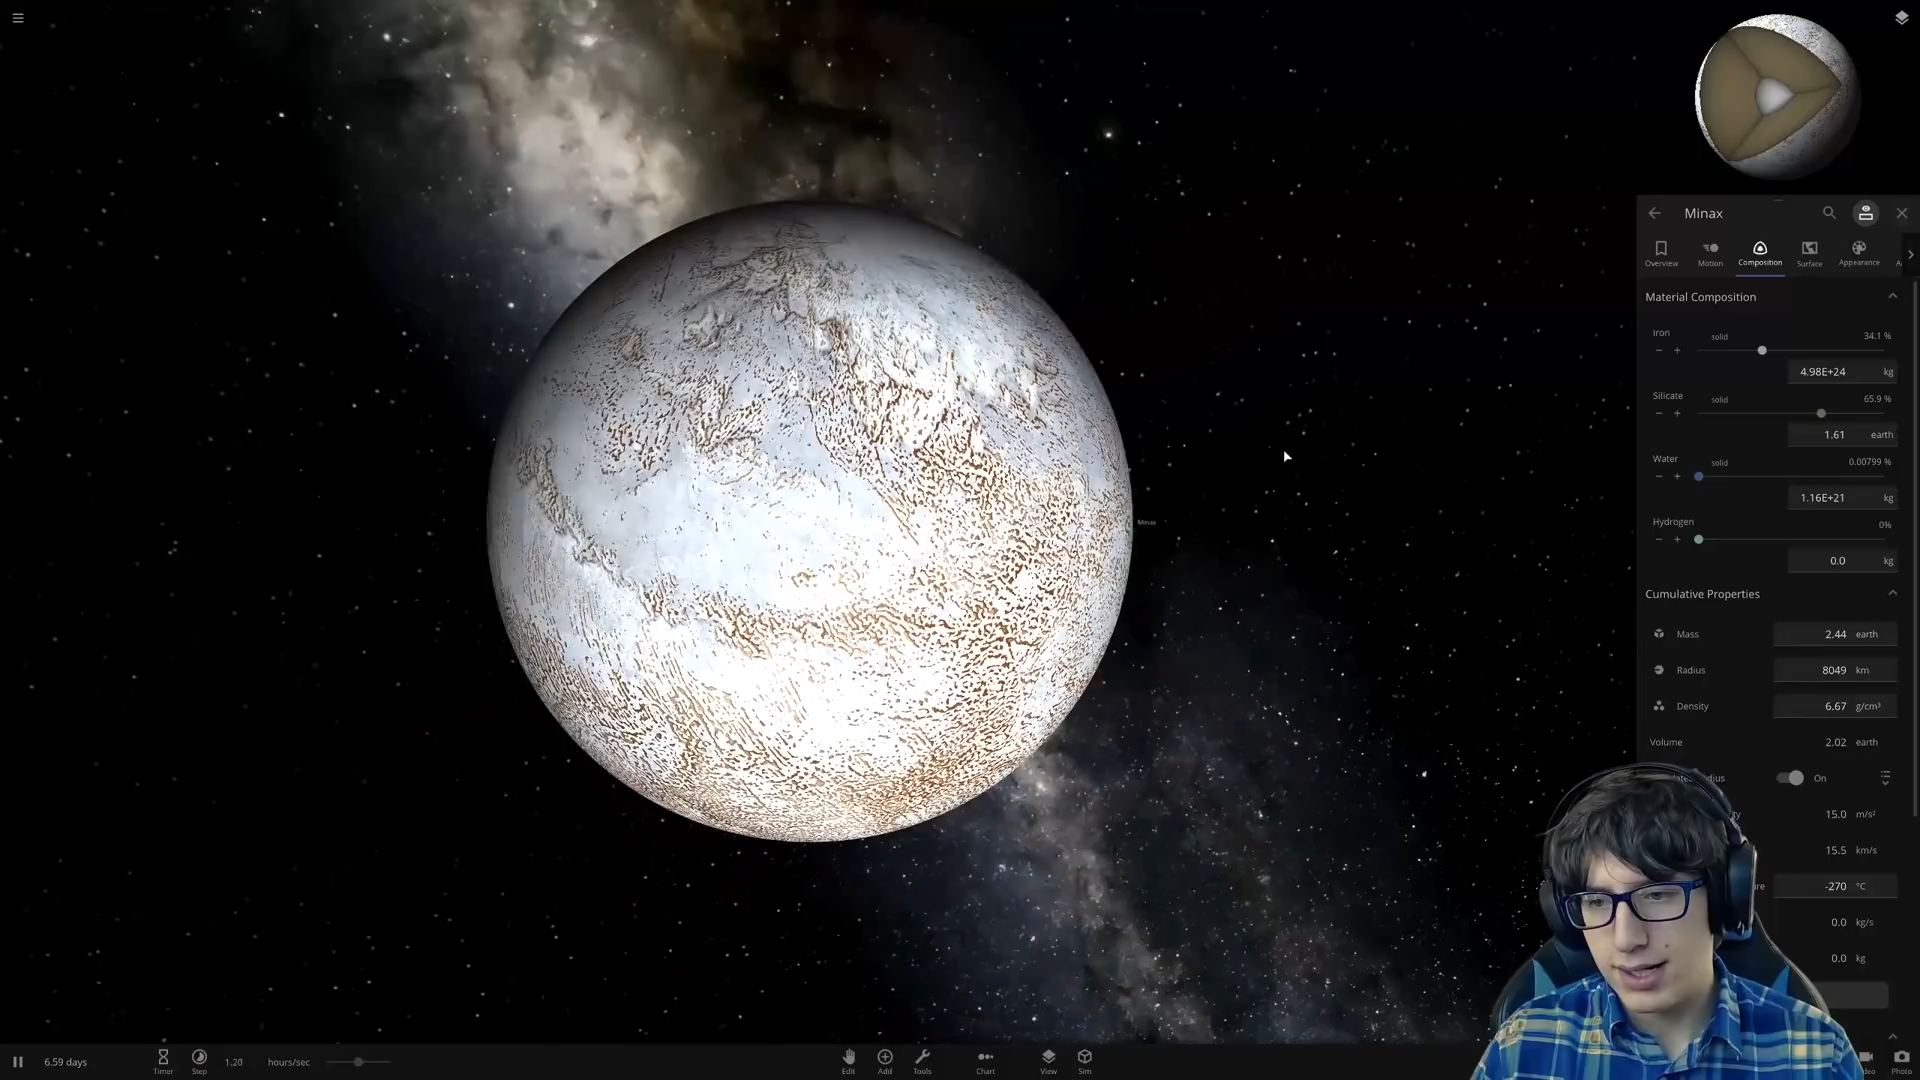 Minax
Overview Motion Composition Surface Appearance
Material Composition
Iron solid 34.1 %
4.98E+24 kg
Silicate solid 65.9 %
1.61 earth
Water solid 0.00799 %
1.16E+21 kg
Hydrogen 0%
0.0 kg
Cumulative Properties
Mass 2.44 earth
Radius 8049 km
Density 6.67 g/cm³
Volume 2.02 earth
On
15.0 m/s²
15.5 km/s
-270 °C
0.0 kg/s
0.0 kg
Minax
6.59 days Timer Step 1.20 hours/sec Edit Add Tools Chart View Sim Photo